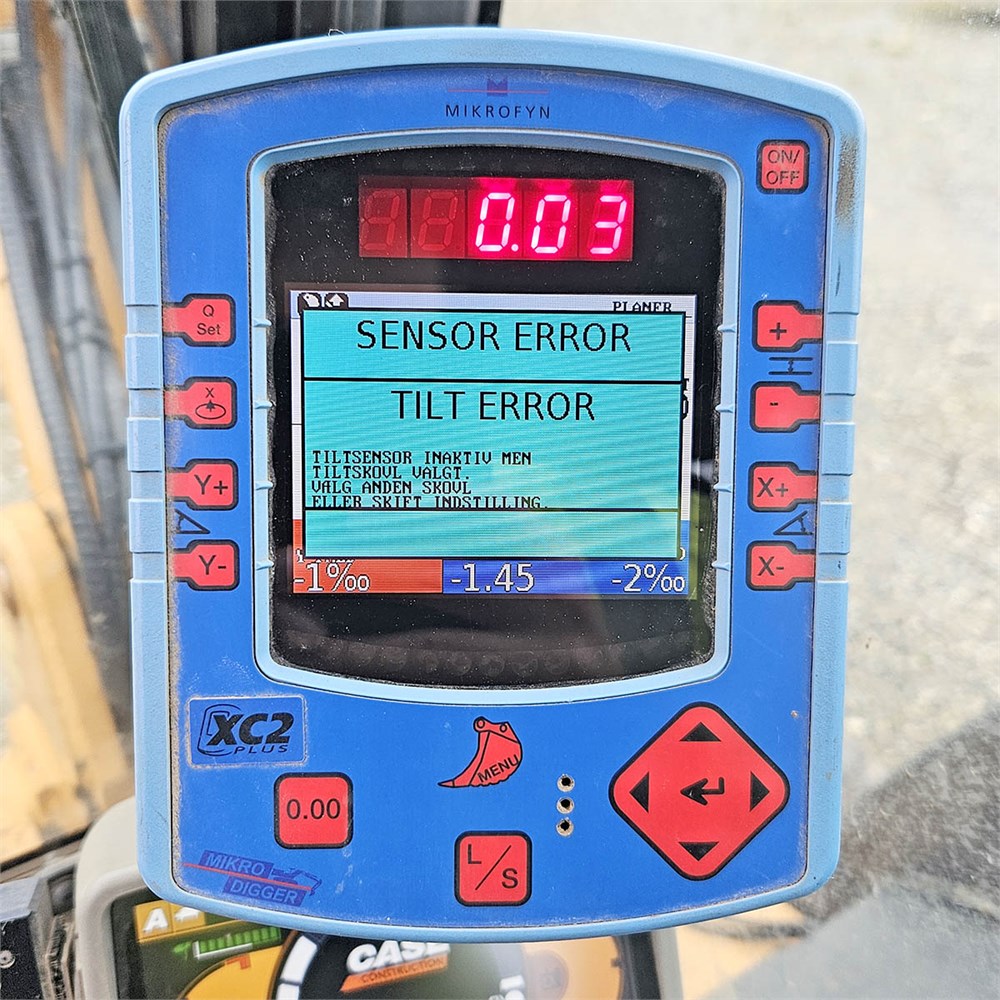 MIKROFYN
ON/
OFF
0.03
PLANER
SENSOR ERROR
TILT ERROR
TILTSENSOR INAKTIV MEN
TILTSKOVL VALGT.
VÆLG ANDEN SKOVL
ELLER SKIFT INDSTILLING.
-1‰
-1.45
-2‰
Q
Set
X
Y+
Y-
+
-
X+
X-
XC2
PLUS
MENU
0.00
L/S
MIKRO
DIGGER
A
CASE
CONSTRUCTION